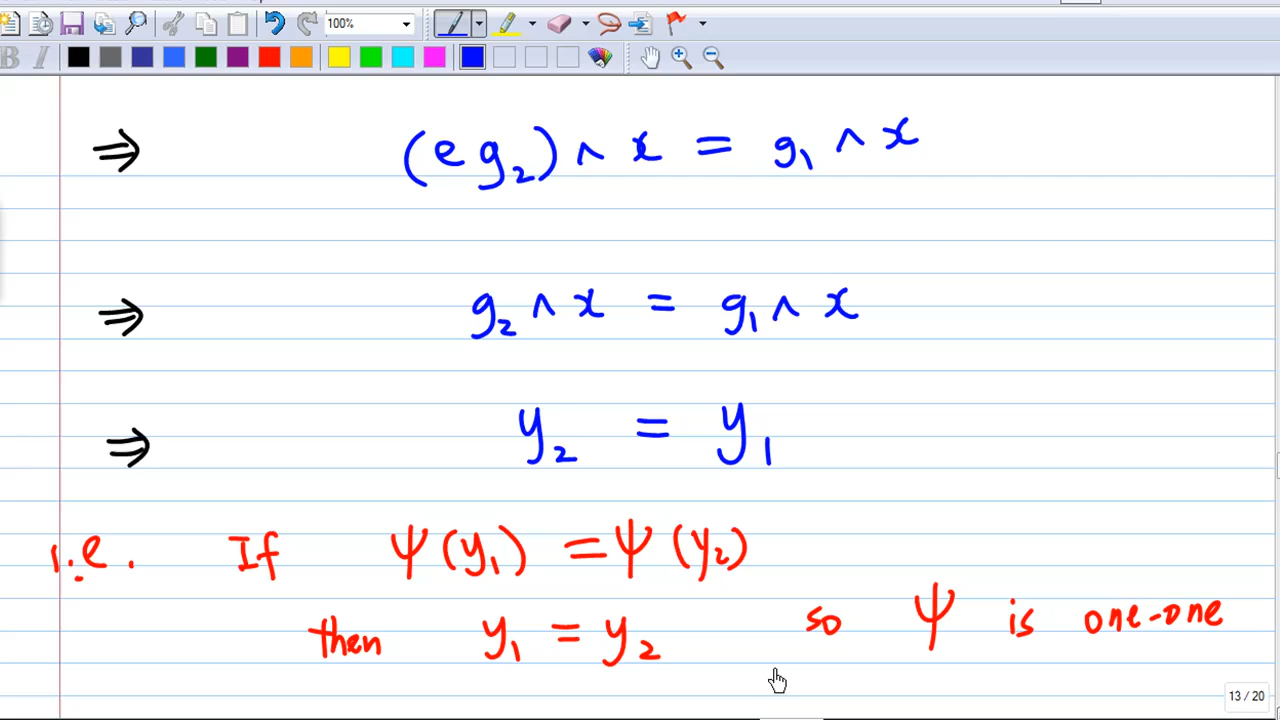 100%
B I
⇒ (e g₂) ∧ x = g₁ ∧ x
⇒ g₂ ∧ x = g₁ ∧ x
⇒ y₂ = y₁
i.e. If ψ(y₁) = ψ(y₂)
then y₁ = y₂ so ψ is one-one
13 / 20